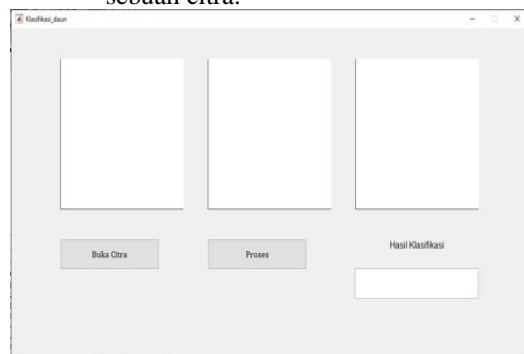 sebuah citra.
Klasifikasi_daun
Buka Citra
Proses
Hasil Klasifikasi